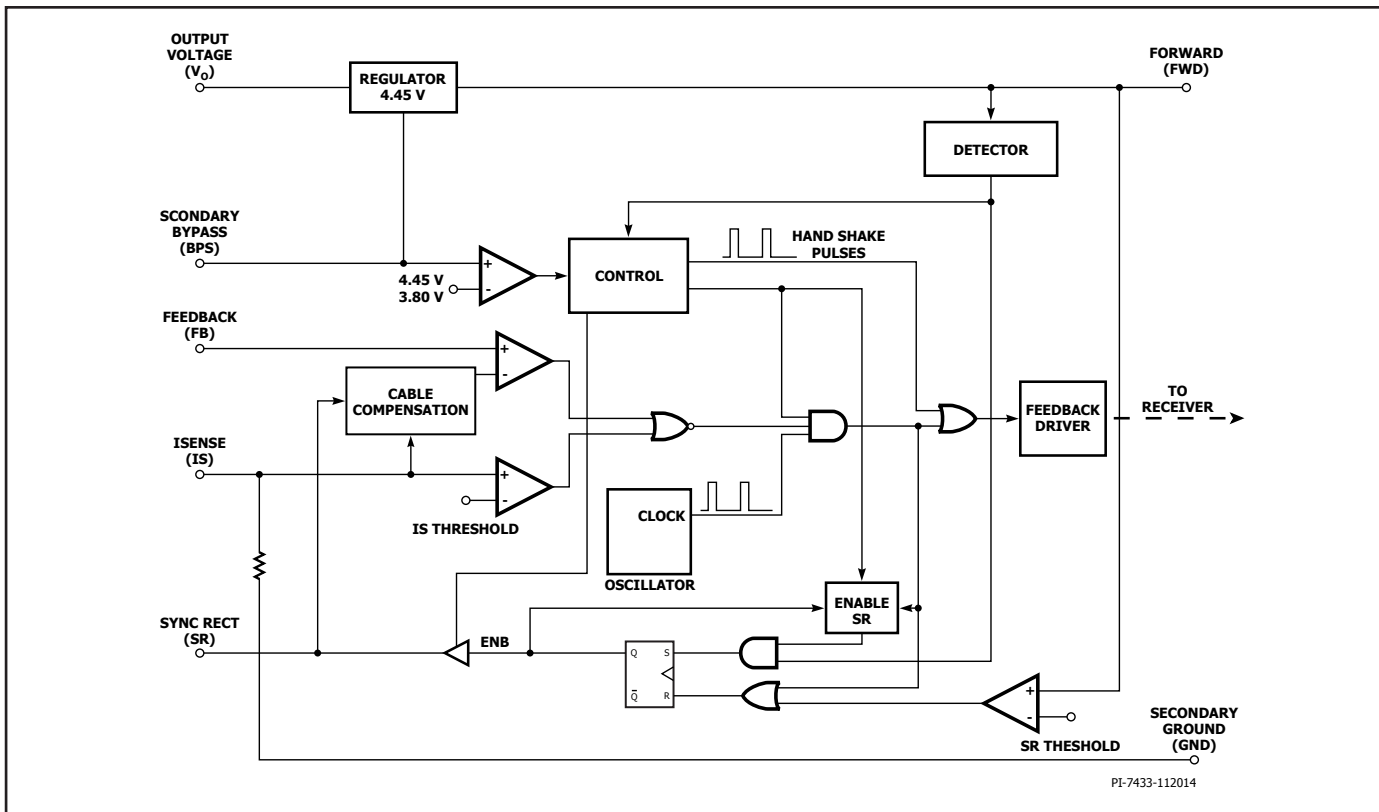 OUTPUT
VOLTAGE
(VO)
REGULATOR
4.45 V
FORWARD
(FWD)
DETECTOR
SCONDARY
BYPASS
(BPS)
+
-
4.45 V
3.80 V
CONTROL
HAND SHAKE
PULSES
FEEDBACK
(FB)
+
-
CABLE
COMPENSATION
FEEDBACK
DRIVER
TO
RECEIVER
ISENSE
(IS)
+
-
IS THRESHOLD
CLOCK
OSCILLATOR
ENABLE
SR
SYNC RECT
(SR)
ENB
Q
S
Q̅
R
+
-
SR THESHOLD
SECONDARY
GROUND
(GND)
PI-7433-112014